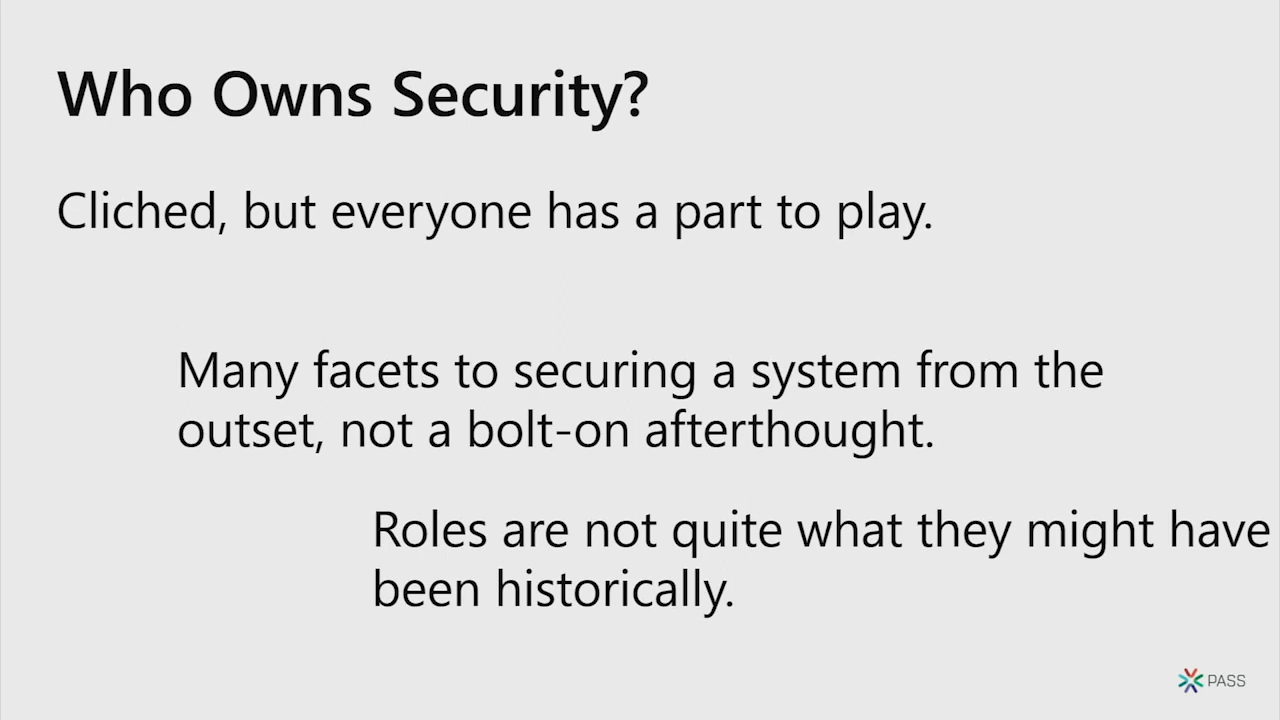 Who Owns Security?
Cliched, but everyone has a part to play.
Many facets to securing a system from the
outset, not a bolt-on afterthought.
Roles are not quite what they might have
been historically.
PASS